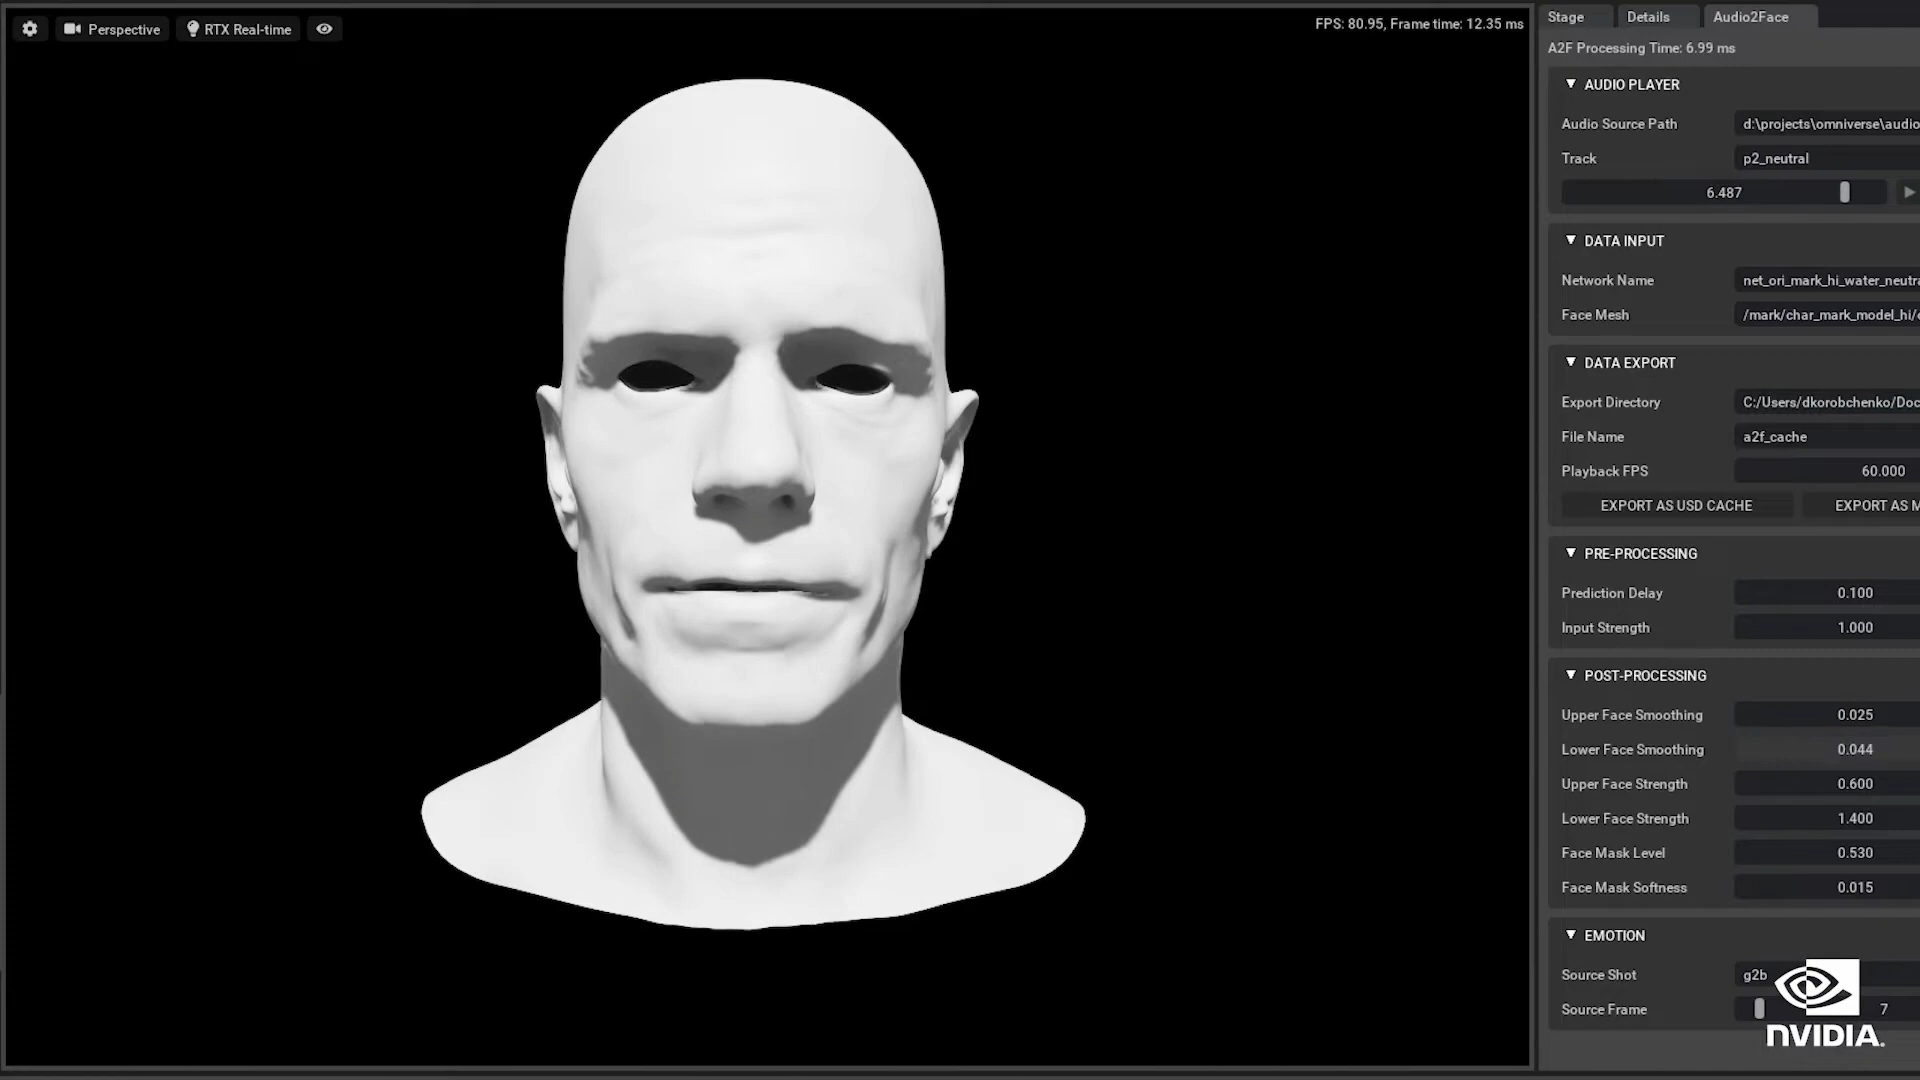 Perspective
RTX Real-time
FPS: 80.95, Frame time: 12.35 ms
Stage
Details
Audio2Face
A2F Processing Time: 6.99 ms
AUDIO PLAYER
Audio Source Path
d:\projects\omniverse\audio
Track
p2_neutral
6.487
DATA INPUT
Network Name
net_ori_mark_hi_water_neutra
Face Mesh
/mark/char_mark_model_hi/
DATA EXPORT
Export Directory
C:/Users/dkorobchenko/Doc
File Name
a2f_cache
Playback FPS
60.000
EXPORT AS USD CACHE
EXPORT AS M
PRE-PROCESSING
Prediction Delay
0.100
Input Strength
1.000
POST-PROCESSING
Upper Face Smoothing
0.025
Lower Face Smoothing
0.044
Upper Face Strength
0.600
Lower Face Strength
1.400
Face Mask Level
0.530
Face Mask Softness
0.015
EMOTION
Source Shot
g2b
Source Frame
7
NVIDIA.